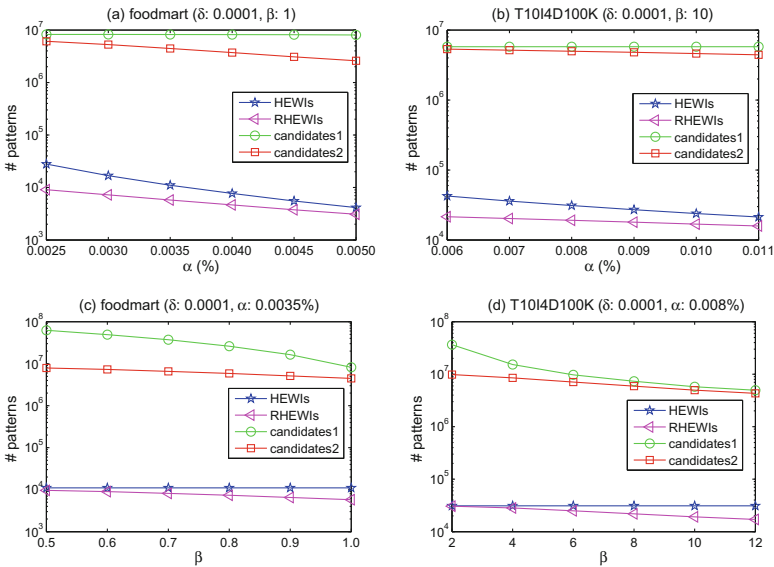 (a) foodmart (δ: 0.0001, β: 1)
10^7
10^6
10^5
10^4
10^3
# patterns
HEWIs
RHEWIs
candidates1
candidates2
0.0025 0.0030 0.0035 0.0040 0.0045 0.0050
α (%)
(b) T10I4D100K (δ: 0.0001, β: 10)
10^7
10^6
10^5
10^4
# patterns
HEWIs
RHEWIs
candidates1
candidates2
0.006 0.007 0.008 0.009 0.010 0.011
α (%)
(c) foodmart (δ: 0.0001, α: 0.0035%)
10^8
10^7
10^6
10^5
10^4
10^3
# patterns
HEWIs
RHEWIs
candidates1
candidates2
0.5 0.6 0.7 0.8 0.9 1.0
β
(d) T10I4D100K (δ: 0.0001, α: 0.008%)
10^8
10^7
10^6
10^5
10^4
# patterns
HEWIs
RHEWIs
candidates1
candidates2
2 4 6 8 10 12
β